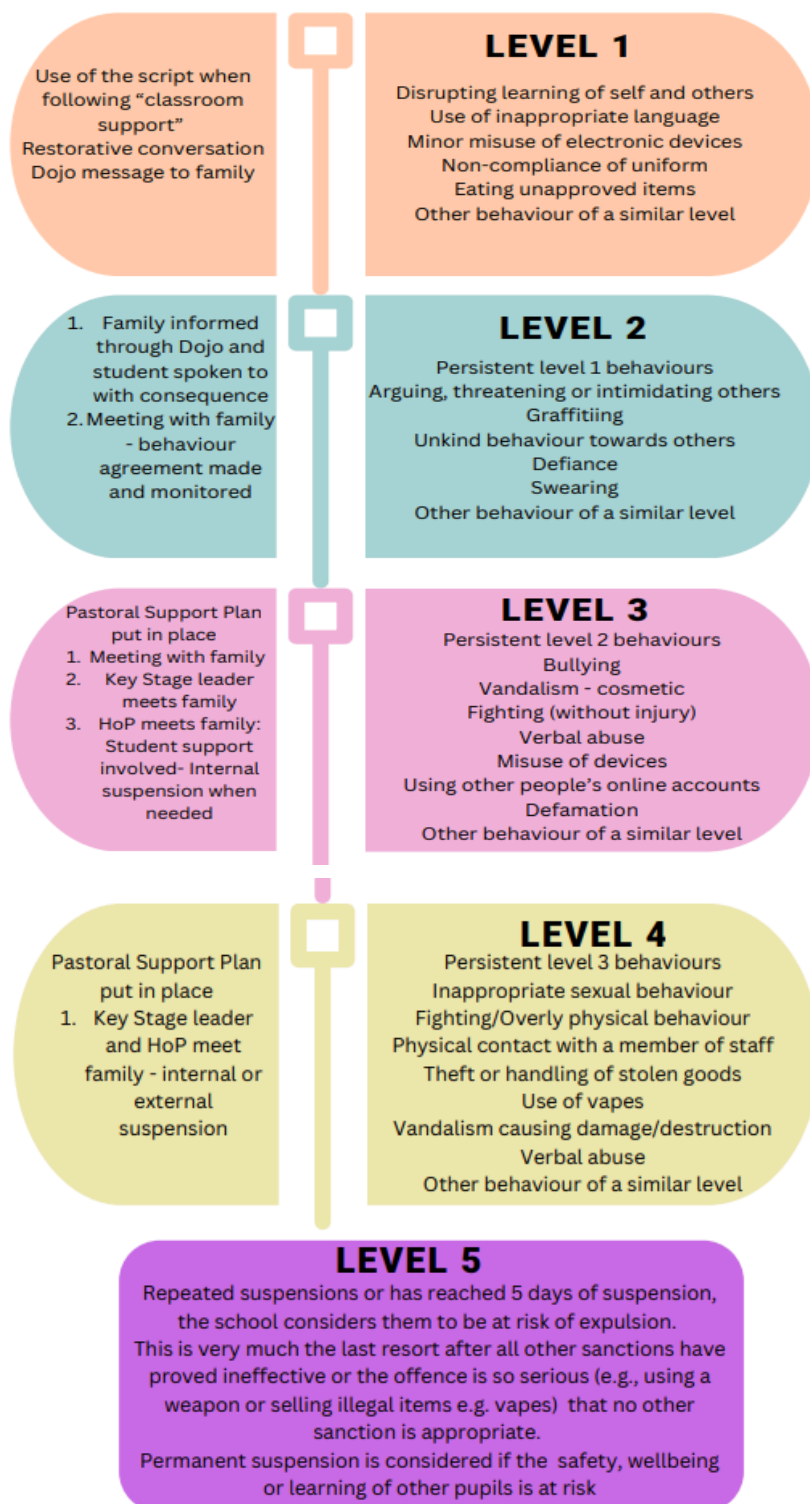 LEVEL 1
Use of the script when
following “classroom
support”
Restorative conversation
Dojo message to family
Disrupting learning of self and others
Use of inappropriate language
Minor misuse of electronic devices
Non-compliance of uniform
Eating unapproved items
Other behaviour of a similar level
LEVEL 2
1. Family informed
through Dojo and
student spoken to
with consequence
2. Meeting with family
- behaviour
agreement made
and monitored
Persistent level 1 behaviours
Arguing, threatening or intimidating others
Graffitiing
Unkind behaviour towards others
Defiance
Swearing
Other behaviour of a similar level
LEVEL 3
Pastoral Support Plan
put in place
1. Meeting with family
2. Key Stage leader
meets family
3. HoP meets family:
Student support
involved- Internal
suspension when
needed
Persistent level 2 behaviours
Bullying
Vandalism - cosmetic
Fighting (without injury)
Verbal abuse
Misuse of devices
Using other people’s online accounts
Defamation
Other behaviour of a similar level
LEVEL 4
Pastoral Support Plan
put in place
1. Key Stage leader
and HoP meet
family - internal or
external
suspension
Persistent level 3 behaviours
Inappropriate sexual behaviour
Fighting/Overly physical behaviour
Physical contact with a member of staff
Theft or handling of stolen goods
Use of vapes
Vandalism causing damage/destruction
Verbal abuse
Other behaviour of a similar level
LEVEL 5
Repeated suspensions or has reached 5 days of suspension,
the school considers them to be at risk of expulsion.
This is very much the last resort after all other sanctions have
proved ineffective or the offence is so serious (e.g., using a
weapon or selling illegal items e.g. vapes) that no other
sanction is appropriate.
Permanent suspension is considered if the safety, wellbeing
or learning of other pupils is at risk